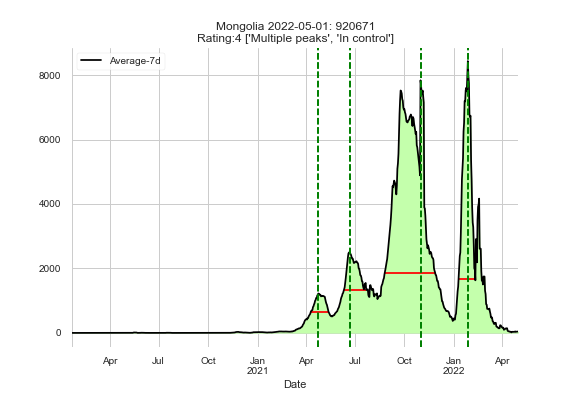 Mongolia 2022-05-01: 920671
Rating:4 ['Multiple peaks', 'In control']
Average-7d
8000
6000
4000
2000
0
Apr Jul Oct Jan Apr Jul Oct Jan Apr
2021 2022
Date